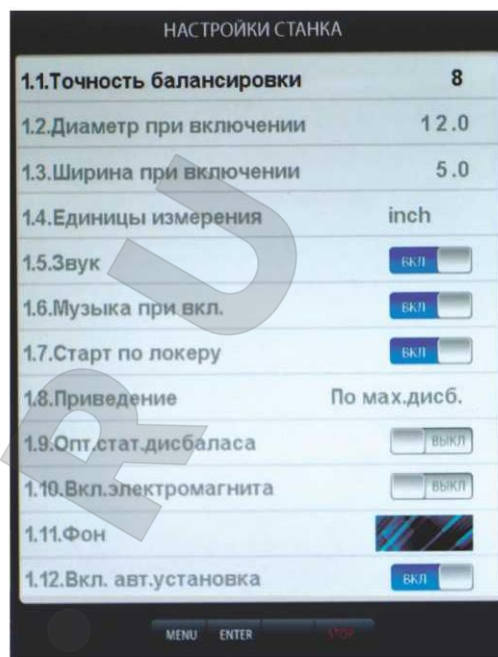 НАСТРОЙКИ СТАНКА
1.1.Точность балансировки 8
1.2.Диаметр при включении 12.0
1.3.Ширина при включении 5.0
1.4.Единицы измерения inch
1.5.Звук ВКЛ
1.6.Музыка при вкл. ВКЛ
1.7.Старт по локеру ВКЛ
1.8.Приведение По мах.дисб.
1.9.Опт.стат.дисбаласа ВЫКЛ
1.10.Вкл.электромагнита ВЫКЛ
1.11.Фон
1.12.Вкл. авт.установка ВКЛ
MENU ENTER STOP
RU